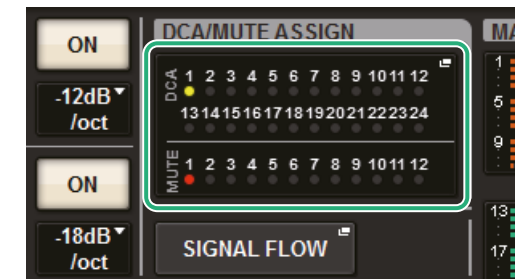 ON
-12dB
/oct
ON
-18dB
/oct
DCA/MUTE ASSIGN
DCA
1 2 3 4 5 6 7 8 9 10 11 12
13 14 15 16 17 18 19 20 21 22 23 24
MUTE
1 2 3 4 5 6 7 8 9 10 11 12
SIGNAL FLOW
MA
1
5
9
13
17